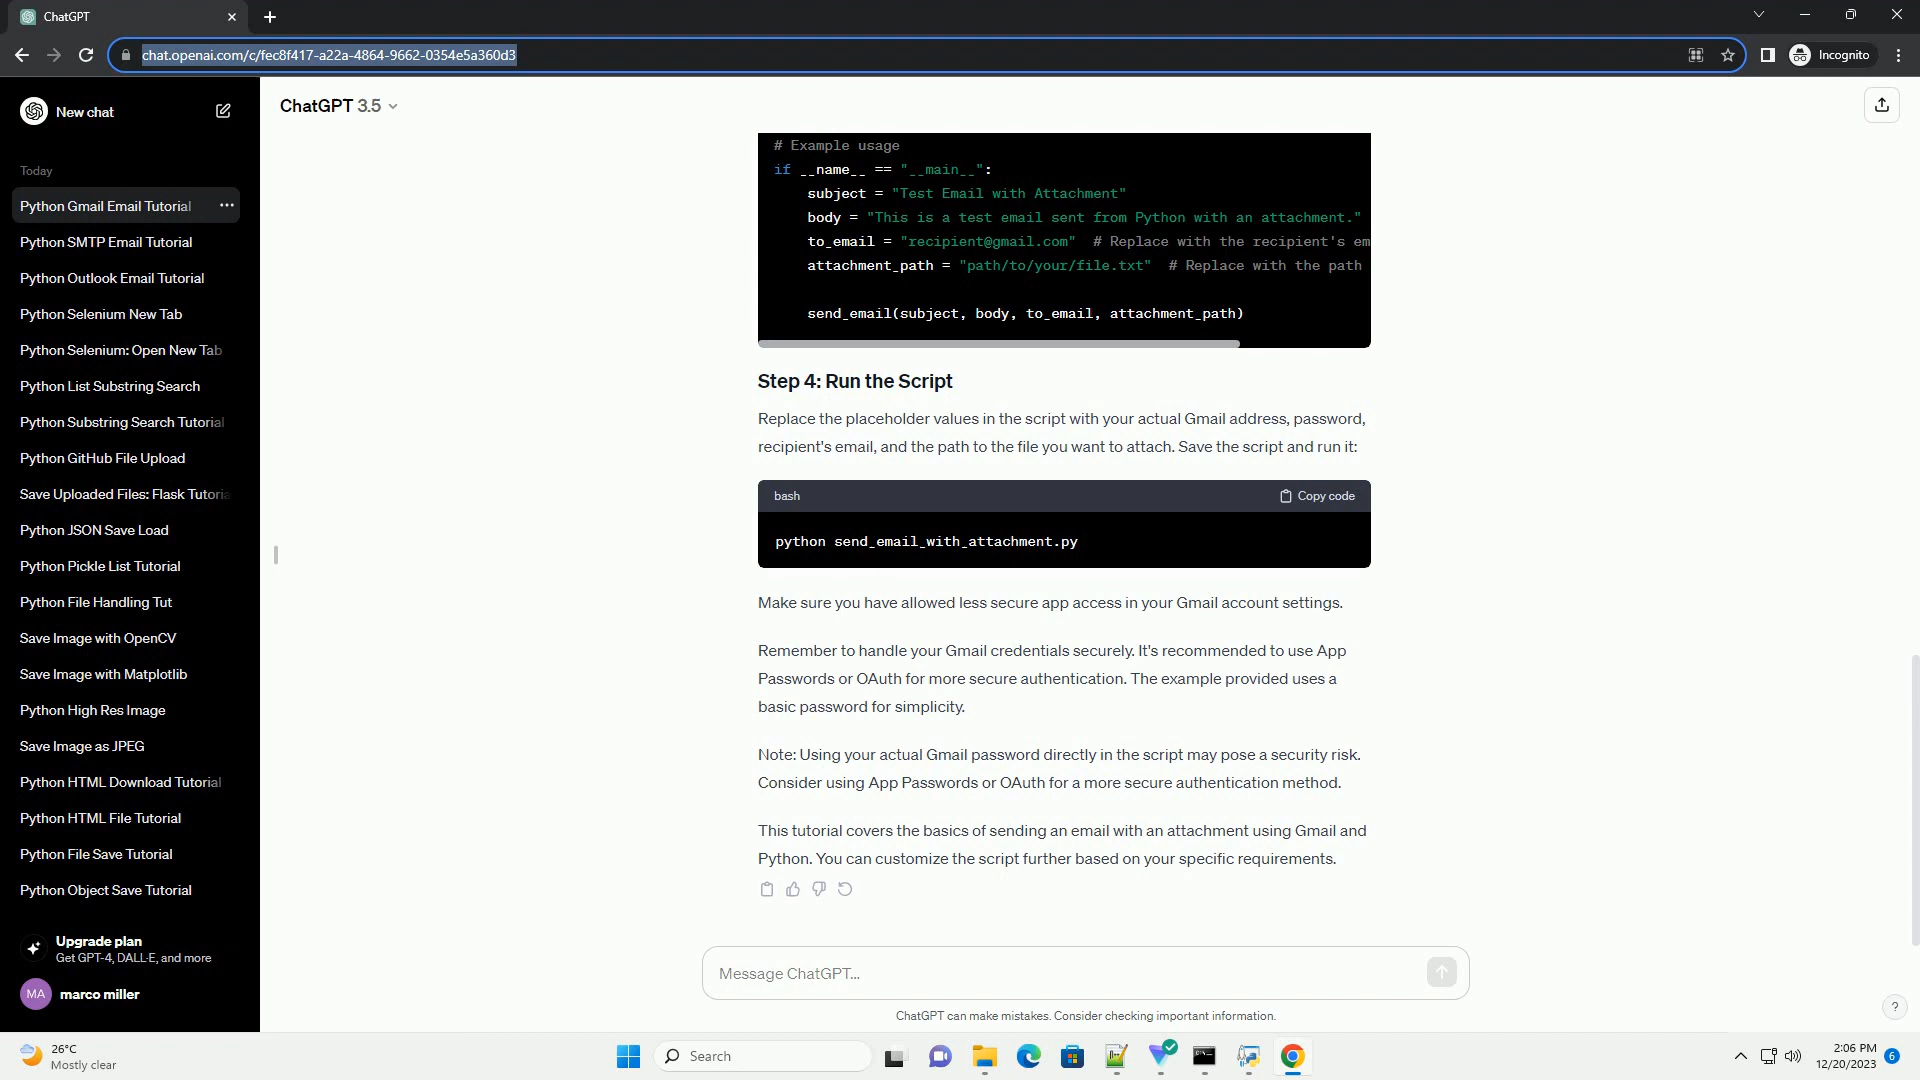 ChatGPT
chat.openai.com/c/fec8f417-a22a-4864-9662-0354e5a360d3
Incognito
New chat
Today
Python Gmail Email Tutorial
Python SMTP Email Tutorial
Python Outlook Email Tutorial
Python Selenium New Tab
Python Selenium: Open New Tab
Python List Substring Search
Python Substring Search Tutorial
Python GitHub File Upload
Save Uploaded Files: Flask Tutoria
Python JSON Save Load
Python Pickle List Tutorial
Python File Handling Tut
Save Image with OpenCV
Save Image with Matplotlib
Python High Res Image
Save Image as JPEG
Python HTML Download Tutorial
Python HTML File Tutorial
Python File Save Tutorial
Python Object Save Tutorial
Upgrade plan
Get GPT-4, DALL·E, and more
MA marco miller
ChatGPT 3.5
# Example usage
if __name__ == "__main__":
subject = "Test Email with Attachment"
body = "This is a test email sent from Python with an attachment."
to_email = "recipient@gmail.com" # Replace with the recipient's em
attachment_path = "path/to/your/file.txt" # Replace with the path
send_email(subject, body, to_email, attachment_path)
Step 4: Run the Script
Replace the placeholder values in the script with your actual Gmail address, password,
recipient's email, and the path to the file you want to attach. Save the script and run it:
bash Copy code
python send_email_with_attachment.py
Make sure you have allowed less secure app access in your Gmail account settings.
Remember to handle your Gmail credentials securely. It's recommended to use App
Passwords or OAuth for more secure authentication. The example provided uses a
basic password for simplicity.
Note: Using your actual Gmail password directly in the script may pose a security risk.
Consider using App Passwords or OAuth for a more secure authentication method.
This tutorial covers the basics of sending an email with an attachment using Gmail and
Python. You can customize the script further based on your specific requirements.
Message ChatGPT...
ChatGPT can make mistakes. Consider checking important information.
?
26°C
Mostly clear
Search
2:06 PM
12/20/2023
6